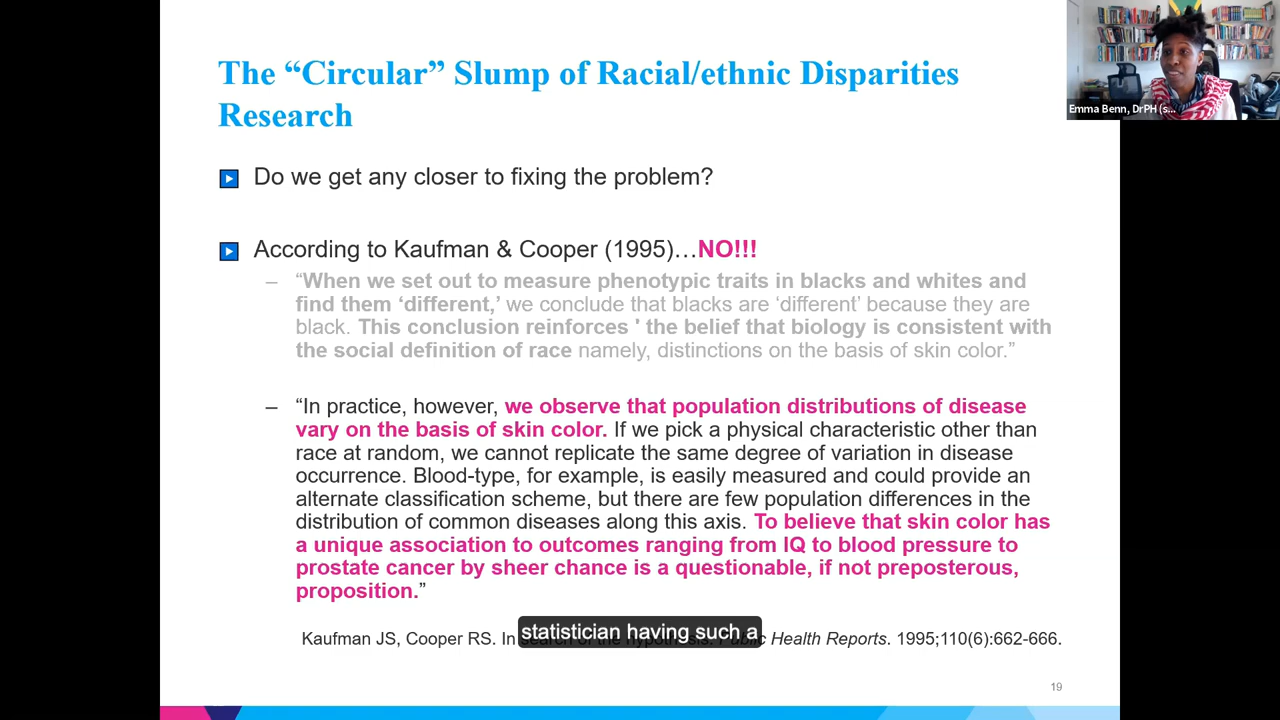 The “Circular” Slump of Racial/ethnic Disparities
Research
Emma Benn, DrPH (s...
Do we get any closer to fixing the problem?
According to Kaufman & Cooper (1995)…NO!!!
– “When we set out to measure phenotypic traits in blacks and whites and
find them ‘different,’ we conclude that blacks are ‘different’ because they are
black. This conclusion reinforces ' the belief that biology is consistent with
the social definition of race namely, distinctions on the basis of skin color.”
– “In practice, however, we observe that population distributions of disease
vary on the basis of skin color. If we pick a physical characteristic other than
race at random, we cannot replicate the same degree of variation in disease
occurrence. Blood-type, for example, is easily measured and could provide an
alternate classification scheme, but there are few population differences in the
distribution of common diseases along this axis. To believe that skin color has
a unique association to outcomes ranging from IQ to blood pressure to
prostate cancer by sheer chance is a questionable, if not preposterous,
proposition.”
statistician having such a
Kaufman JS, Cooper RS. In Health Reports. 1995;110(6):662-666.
19